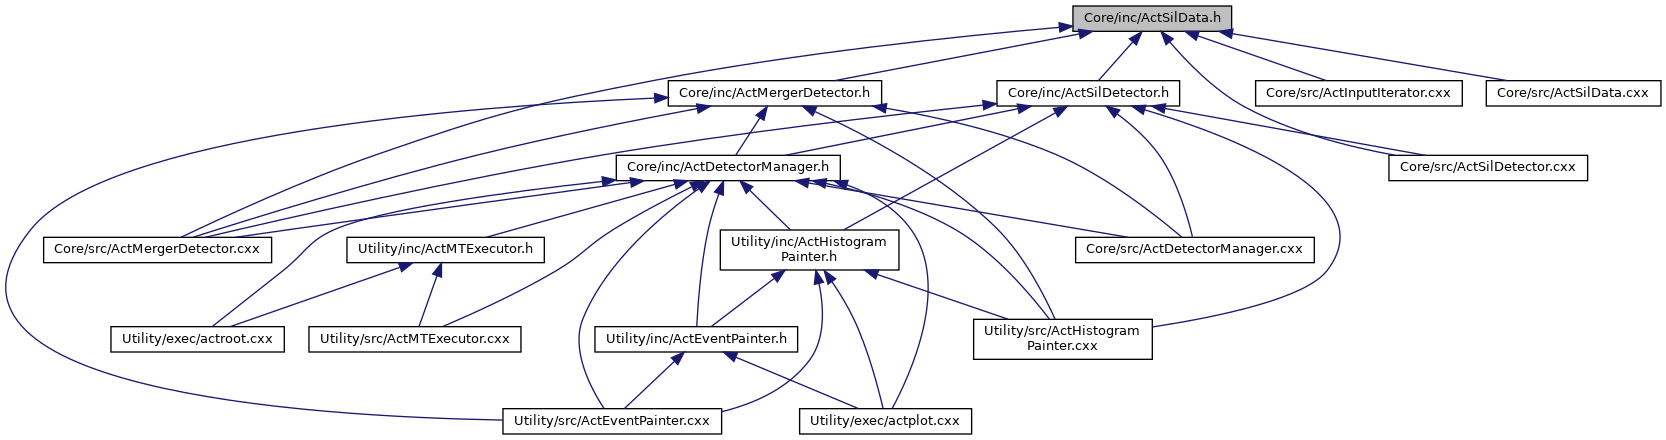 Core/inc/ActSilData.h
Core/inc/ActMergerDetector.h
Core/inc/ActSilDetector.h
Core/src/ActInputIterator.cxx
Core/src/ActSilData.cxx
Core/inc/ActDetectorManager.h
Core/src/ActSilDetector.cxx
Core/src/ActMergerDetector.cxx
Utility/inc/ActMTExecutor.h
Utility/inc/ActHistogram
Painter.h
Core/src/ActDetectorManager.cxx
Utility/exec/actroot.cxx
Utility/src/ActMTExecutor.cxx
Utility/inc/ActEventPainter.h
Utility/src/ActHistogram
Painter.cxx
Utility/src/ActEventPainter.cxx
Utility/exec/actplot.cxx